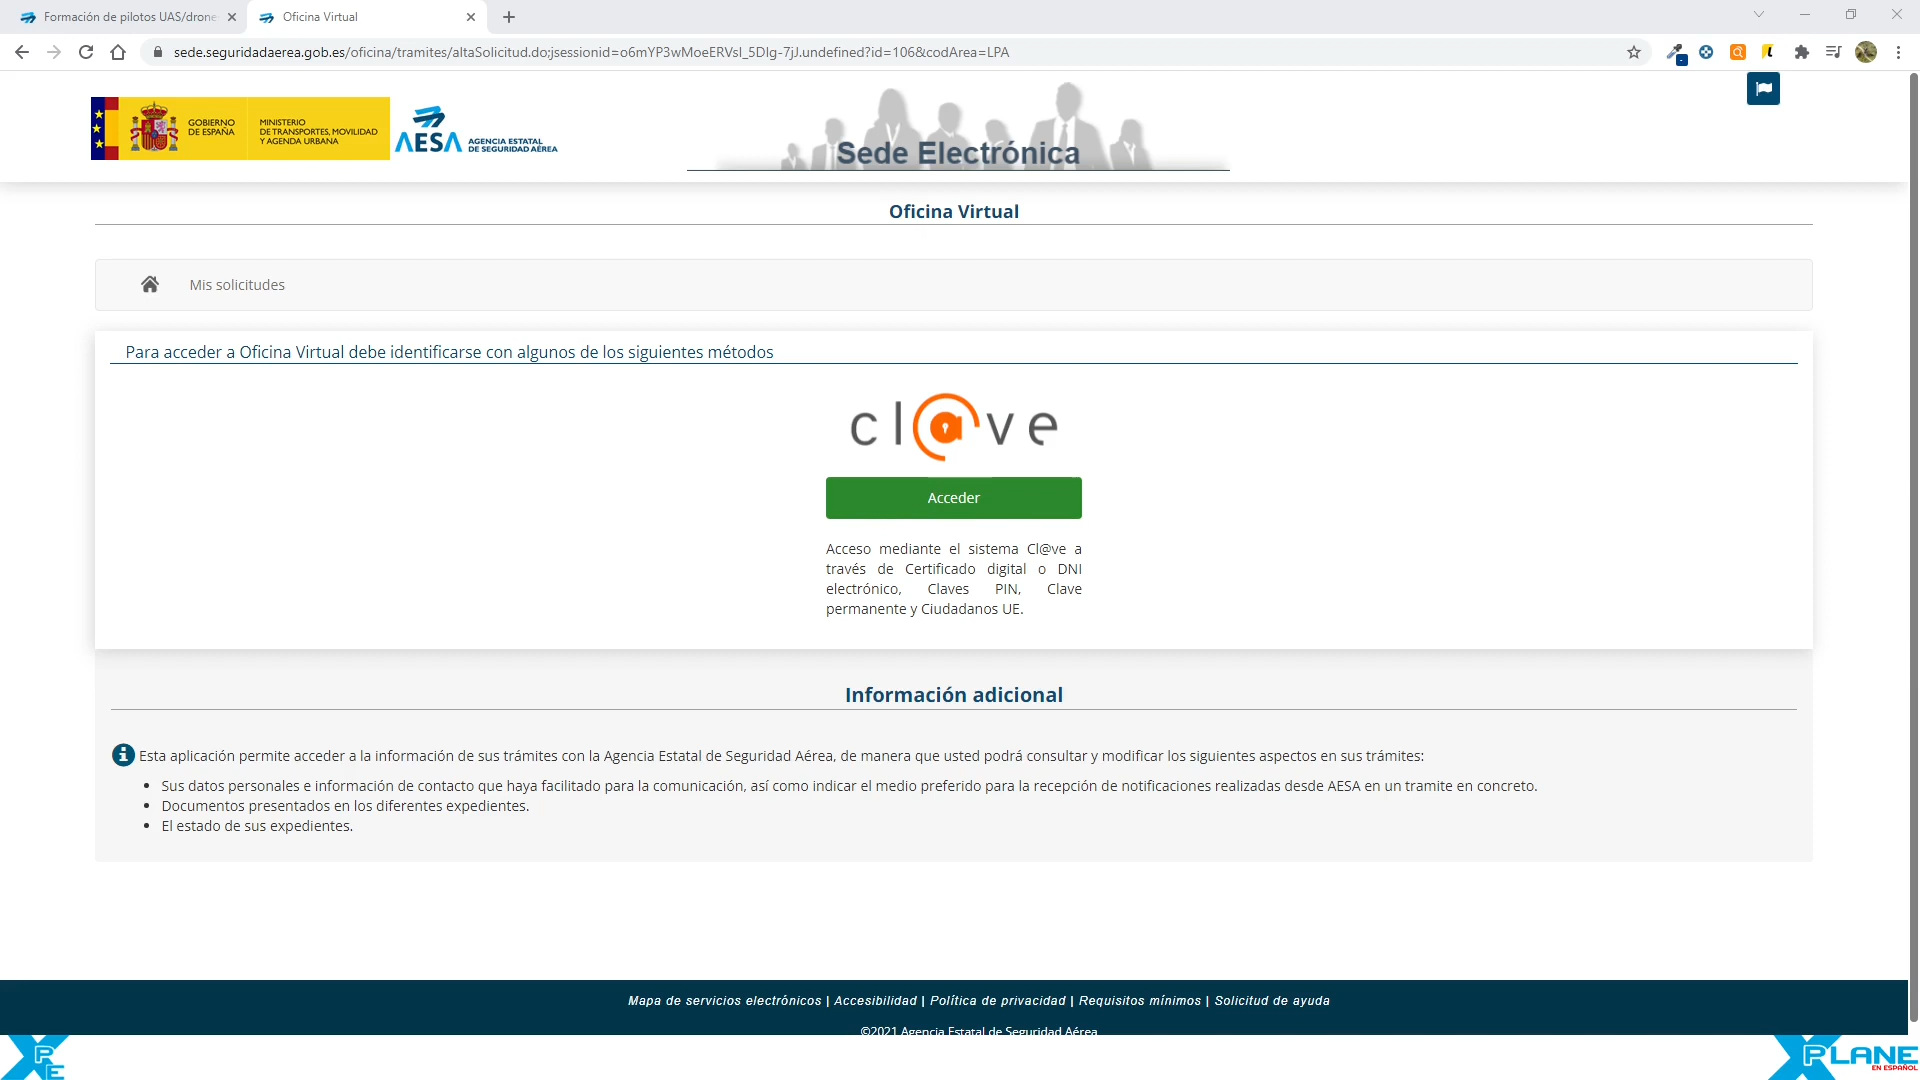 Formación de pilotos UAS/drone
Oficina Virtual
sede.seguridadaerea.gob.es/oficina/tramites/altaSolicitud.do;jsessionid=o6mYP3wMoeERVsI_5DIg-7jJ.undefined?id=106&codArea=LPA
GOBIERNO
DE ESPAÑA
MINISTERIO
DE TRANSPORTES, MOVILIDAD
Y AGENDA URBANA
AESA
AGENCIA ESTATAL
DE SEGURIDAD AÉREA
Sede Electrónica
Oficina Virtual
Mis solicitudes
Para acceder a Oficina Virtual debe identificarse con algunos de los siguientes métodos
cl@ve
Acceder
Acceso mediante el sistema Cl@ve a
través de Certificado digital o DNI
electrónico, Claves PIN, Clave
permanente y Ciudadanos UE.
Información adicional
Esta aplicación permite acceder a la información de sus trámites con la Agencia Estatal de Seguridad Aérea, de manera que usted podrá consultar y modificar los siguientes aspectos en sus trámites:
Sus datos personales e información de contacto que haya facilitado para la comunicación, así como indicar el medio preferido para la recepción de notificaciones realizadas desde AESA en un tramite en concreto.
Documentos presentados en los diferentes expedientes.
El estado de sus expedientes.
Mapa de servicios electrónicos | Accesibilidad | Política de privacidad | Requisitos mínimos | Solicitud de ayuda
©2021 Agencia Estatal de Seguridad Aérea
XPE
X PLANE
EN ESPAÑOL